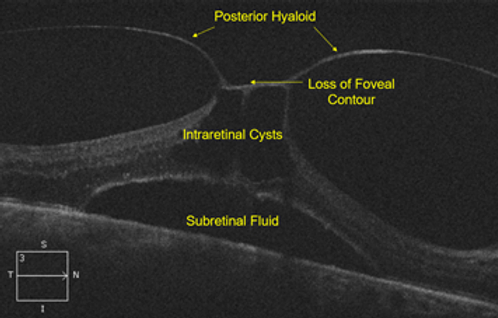 Posterior Hyaloid
Loss of Foveal
Contour
Intraretinal Cysts
Subretinal Fluid
S
3
T
N
I